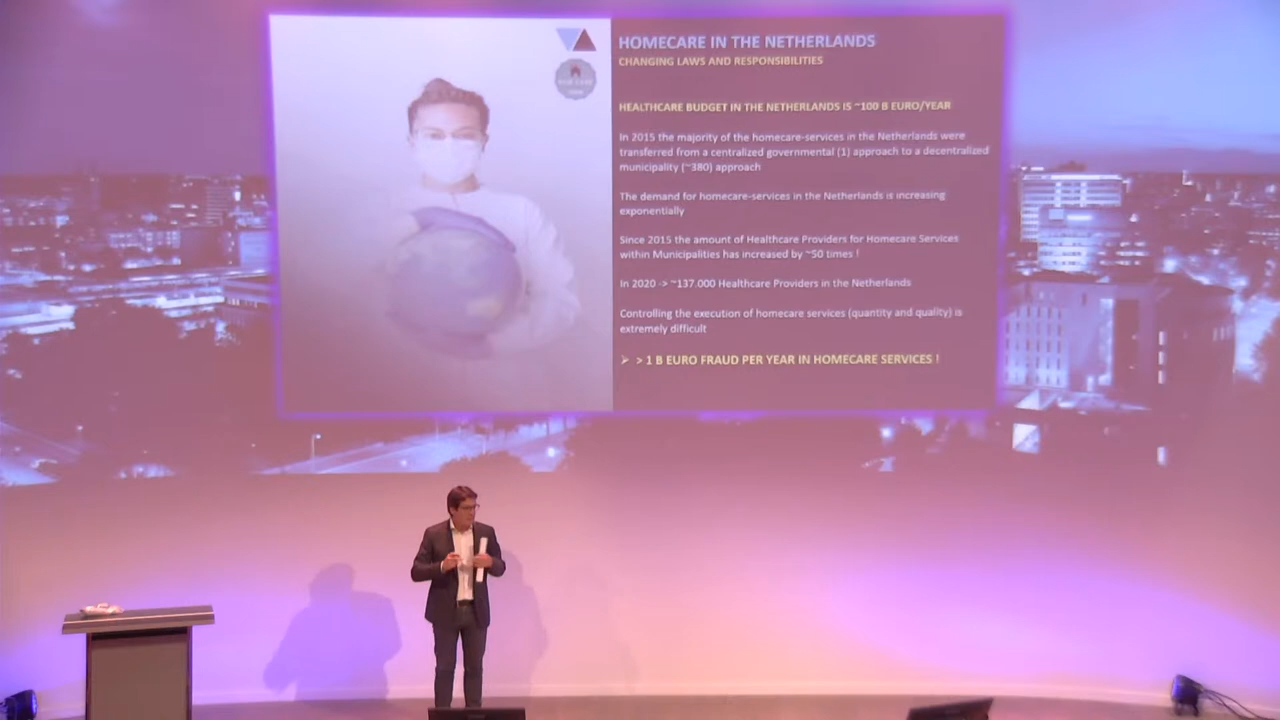 HOMECARE IN THE NETHERLANDS
CHANGING LAWS AND RESPONSIBILITIES
HEALTHCARE BUDGET IN THE NETHERLANDS IS ~100 B EURO/YEAR
In 2015 the majority of the homecare-services in the Netherlands were
transferred from a centralized governmental (1) approach to a decentralized
municipality (~380) approach
The demand for homecare-services in the Netherlands is increasing
exponentially
Since 2015 the amount of Healthcare Providers for Homecare Services
within Municipalities has increased by ~50 times !
In 2020 -> ~137.000 Healthcare Providers in the Netherlands
Controlling the execution of homecare services (quantity and quality) is
extremely difficult
➢ > 1 B EURO FRAUD PER YEAR IN HOMECARE SERVICES !